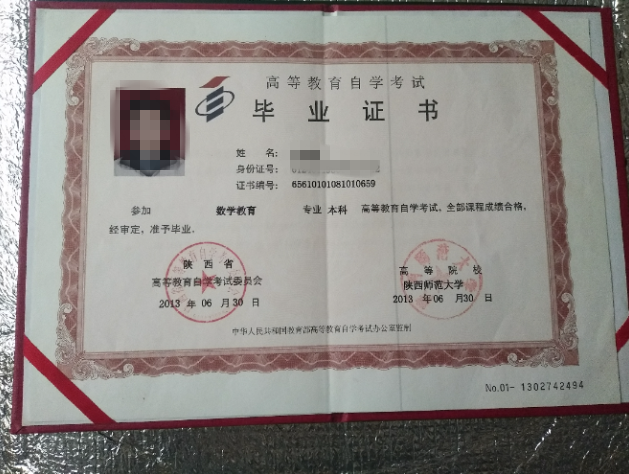 高等教育自学考试
毕业证书
姓名：
身份证号：
证书编号： 65610101081010659
参加 数学教育 专业 本科 高等教育自学考试，全部课程成绩合格，
经审定，准予毕业。
陕西省
高等教育自学考试委员会
2013 年 06 月 30 日
高等院校
陕西师范大学
2013 年 06 月 30 日
中华人民共和国教育部高等教育自学考试办公室监制
No.01- 1302742494